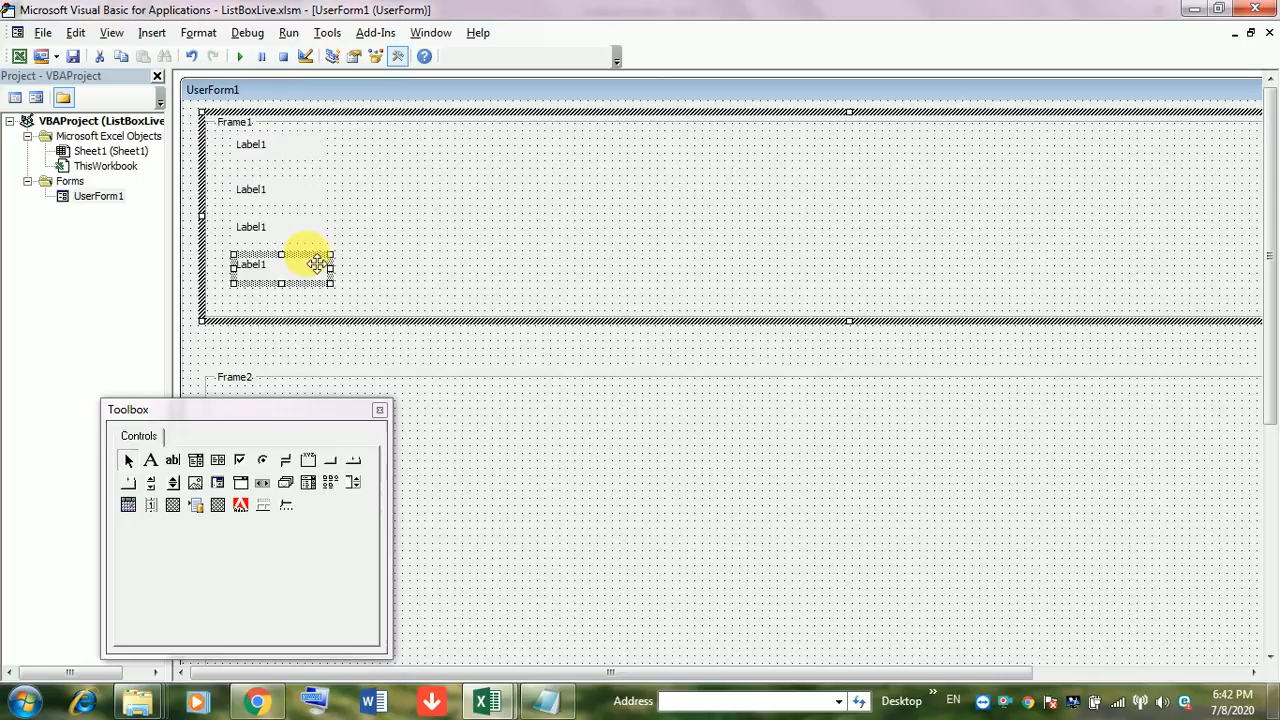 Microsoft Visual Basic for Applications - ListBoxLive.xlsm - [UserForm1 (UserForm)]
File Edit View Insert Format Debug Run Tools Add-Ins Window Help
Project - VBAProject
VBAProject (ListBoxLive
Microsoft Excel Objects
Sheet1 (Sheet1)
ThisWorkbook
Forms
UserForm1
UserForm1
Frame1
Label1
Label1
Label1
Label1
Frame2
Toolbox
Controls
Address Desktop EN 6:42 PM
7/8/2020